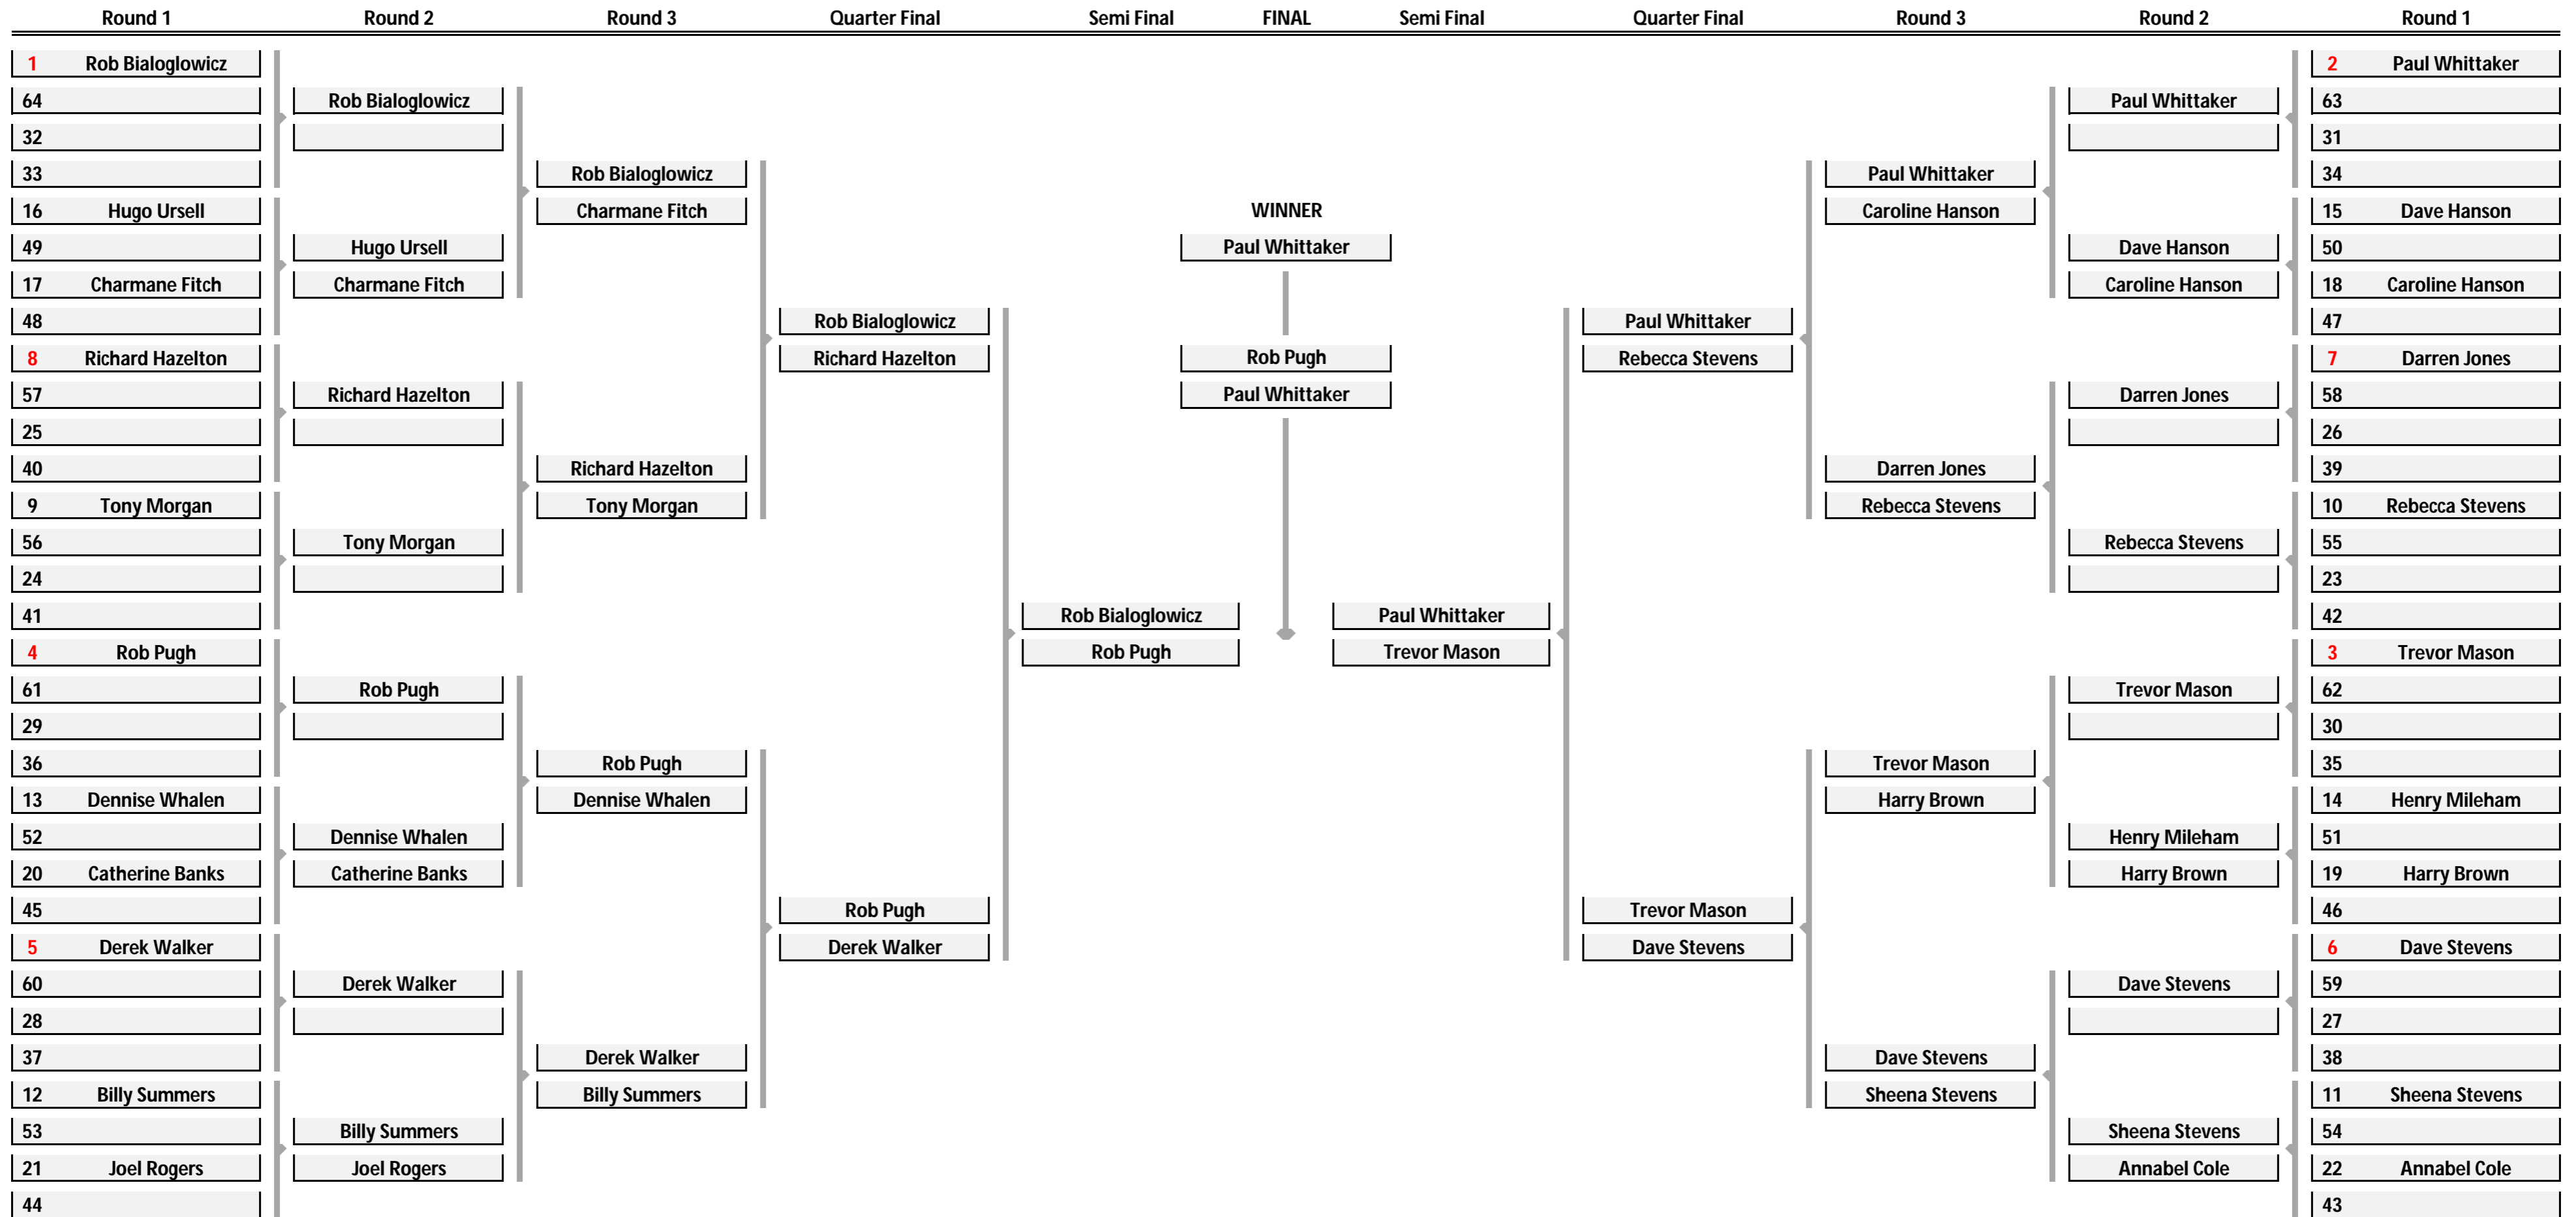 Round 1 Round 2 Round 3 Quarter Final Semi Final FINAL Semi Final Quarter Final Round 3 Round 2 Round 1
1 Rob Bialoglowicz 2 Paul Whittaker
64 Rob Bialoglowicz Paul Whittaker 63
32 31
33 Rob Bialoglowicz Paul Whittaker 34
16 Hugo Ursell Charmane Fitch WINNER Caroline Hanson 15 Dave Hanson
49 Hugo Ursell Paul Whittaker Dave Hanson 50
17 Charmane Fitch Charmane Fitch Caroline Hanson 18 Caroline Hanson
48 Rob Bialoglowicz Paul Whittaker 47
8 Richard Hazelton Richard Hazelton Rob Pugh Rebecca Stevens 7 Darren Jones
57 Richard Hazelton Paul Whittaker Darren Jones 58
25 26
40 Richard Hazelton Darren Jones 39
9 Tony Morgan Tony Morgan Rebecca Stevens 10 Rebecca Stevens
56 Tony Morgan Rebecca Stevens 55
24 23
41 Rob Bialoglowicz Paul Whittaker 42
4 Rob Pugh Rob Pugh Trevor Mason 3 Trevor Mason
61 Rob Pugh Trevor Mason 62
29 30
36 Rob Pugh Trevor Mason 35
13 Dennise Whalen Dennise Whalen Harry Brown 14 Henry Mileham
52 Dennise Whalen Henry Mileham 51
20 Catherine Banks Catherine Banks Harry Brown 19 Harry Brown
45 Rob Pugh Trevor Mason 46
5 Derek Walker Derek Walker Dave Stevens 6 Dave Stevens
60 Derek Walker Dave Stevens 59
28 27
37 Derek Walker Dave Stevens 38
12 Billy Summers Billy Summers Sheena Stevens 11 Sheena Stevens
53 Billy Summers Sheena Stevens 54
21 Joel Rogers Joel Rogers Annabel Cole 22 Annabel Cole
44 43